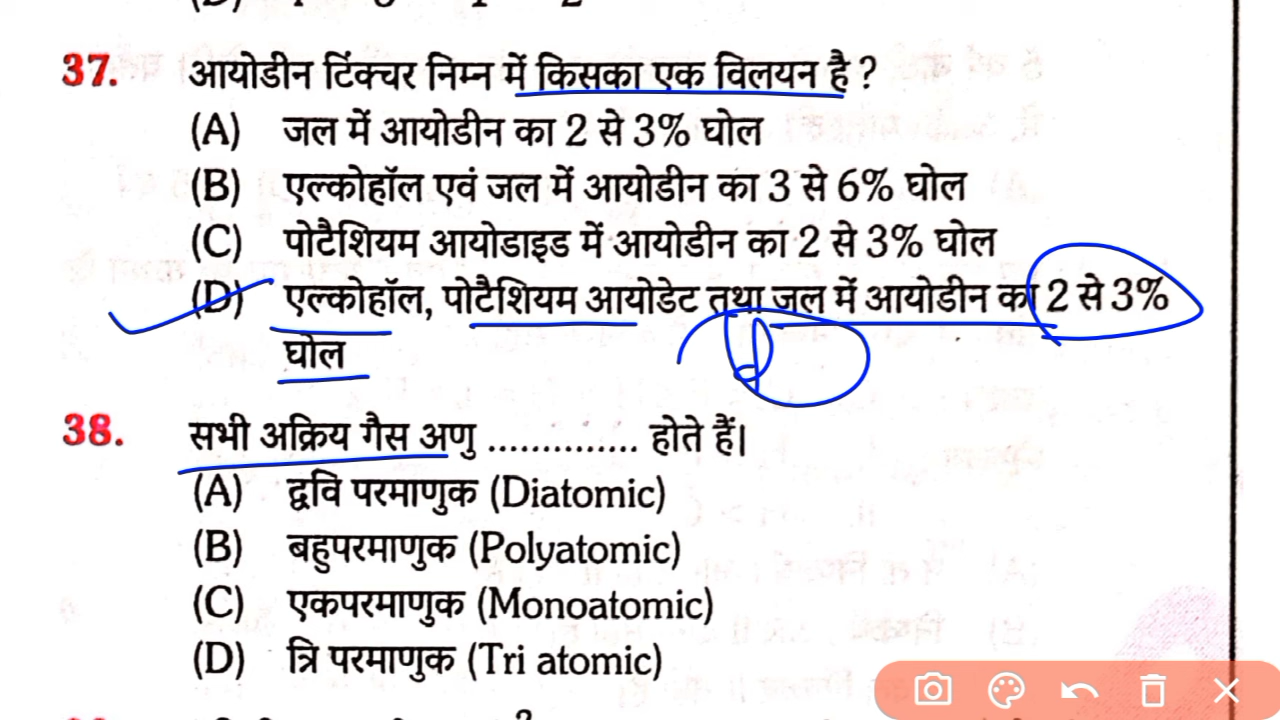 37. आयोडीन टिंक्चर निम्न में किसका एक विलयन है ?
(A) जल में आयोडीन का 2 से 3% घोल
(B) एल्कोहॉल एवं जल में आयोडीन का 3 से 6% घोल
(C) पोटैशियम आयोडाइड में आयोडीन का 2 से 3% घोल
(D) एल्कोहॉल, पोटैशियम आयोडेट तथा जल में आयोडीन का 2 से 3%
घोल
d
38. सभी अक्रिय गैस अणु .............. होते हैं।
(A) द्ववि परमाणुक (Diatomic)
(B) बहुपरमाणुक (Polyatomic)
(C) एकपरमाणुक (Monoatomic)
(D) त्रि परमाणुक (Tri atomic)